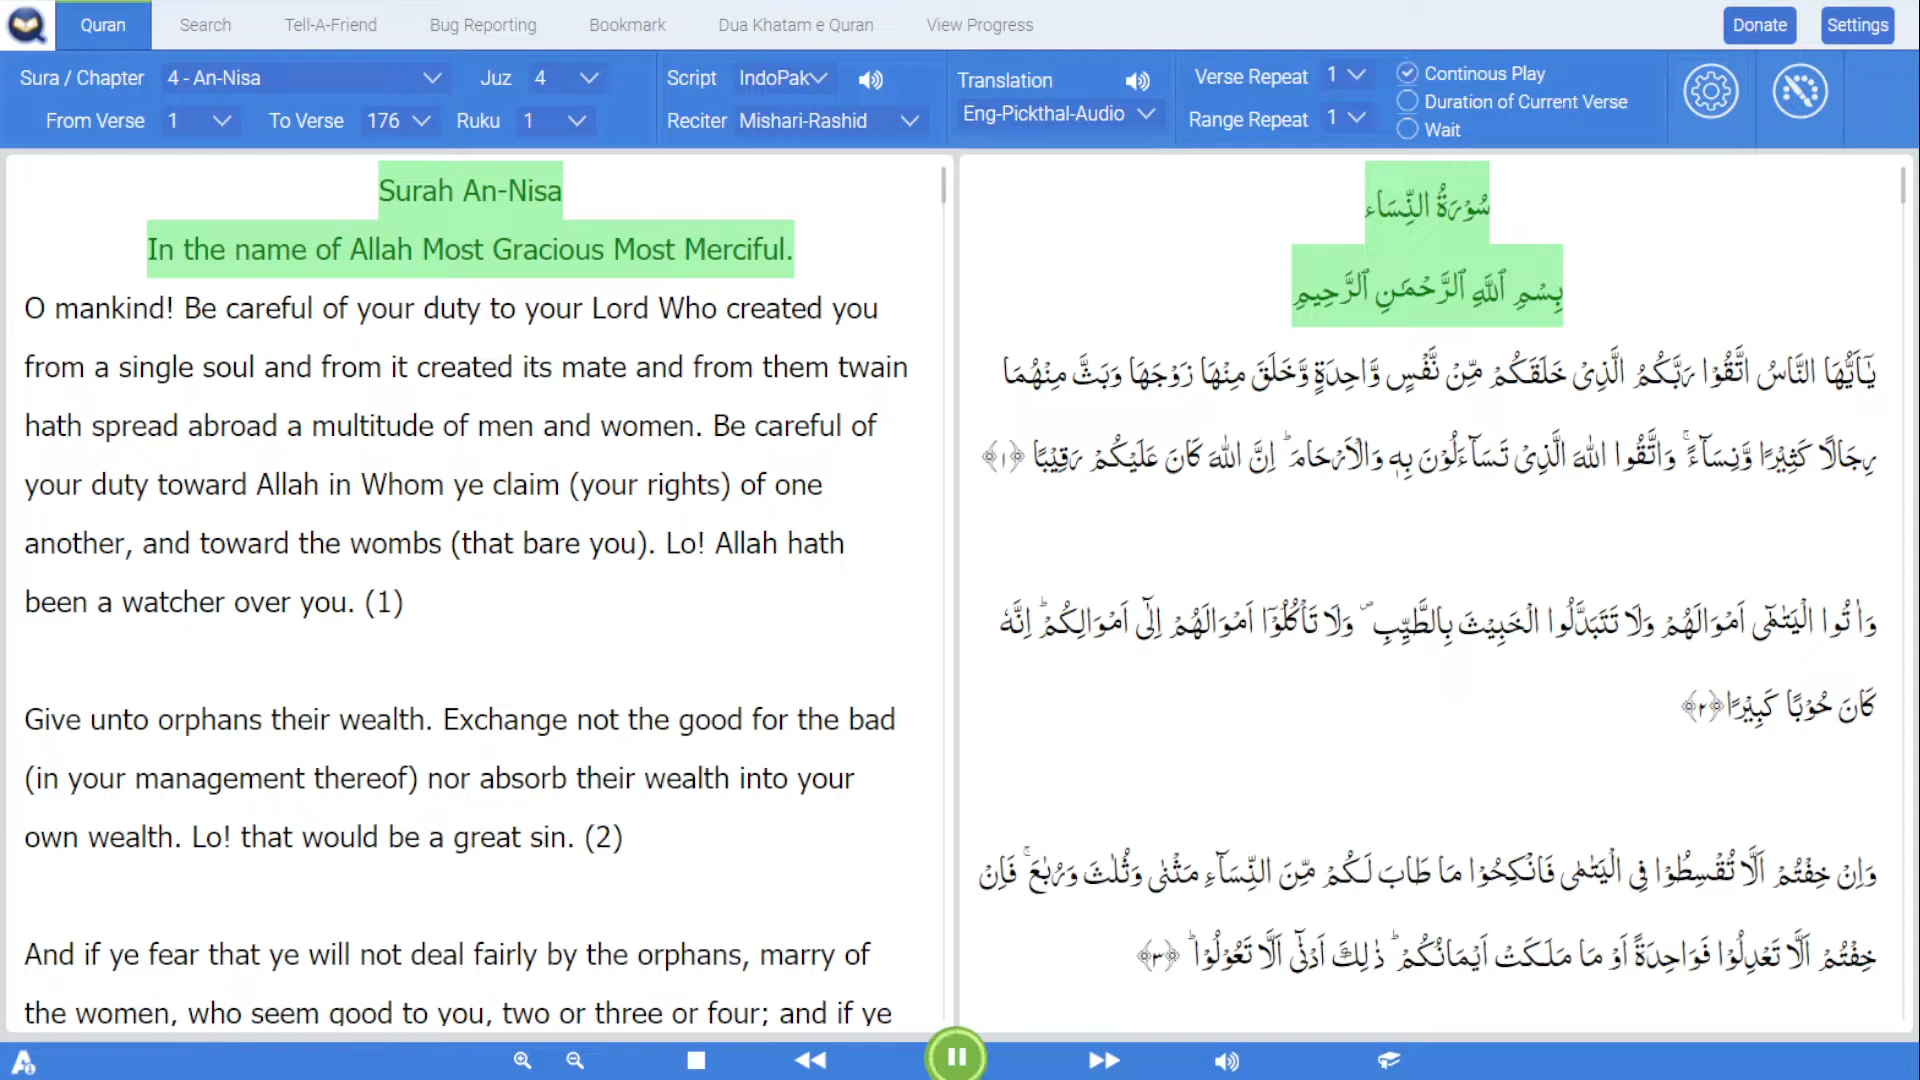 Quran Search Tell-A-Friend Bug Reporting Bookmark Dua Khatam e Quran View Progress Donate Settings
Sura / Chapter 4 - An-Nisa Juz 4
From Verse 1 To Verse 176 Ruku 1
Script IndoPak
Reciter Mishari-Rashid
Translation
Eng-Pickthal-Audio
Verse Repeat 1
Range Repeat 1
Continous Play
Duration of Current Verse
Wait
Surah An-Nisa
In the name of Allah Most Gracious Most Merciful.
O mankind! Be careful of your duty to your Lord Who created you
from a single soul and from it created its mate and from them twain
hath spread abroad a multitude of men and women. Be careful of
your duty toward Allah in Whom ye claim (your rights) of one
another, and toward the wombs (that bare you). Lo! Allah hath
been a watcher over you. (1)
Give unto orphans their wealth. Exchange not the good for the bad
(in your management thereof) nor absorb their wealth into your
own wealth. Lo! that would be a great sin. (2)
And if ye fear that ye will not deal fairly by the orphans, marry of
the women, who seem good to you, two or three or four; and if ye
سُوْرَةُ النِّسَاء
بِسْمِ ٱللَّهِ ٱلرَّحْمَـٰنِ ٱلرَّحِيمِ
يٰۤاَيُّهَا النَّاسُ اتَّقُوْا رَبَّكُمُ الَّذِىْ خَلَقَكُمْ مِّنْ نَّفْسٍ وَّاحِدَةٍ وَّخَلَقَ مِنْهَا زَوْجَهَا وَبَثَّ مِنْهُمَا
رِجَالًا كَثِيْرًا وَّنِسَآءً‌ ۚ وَاتَّقُوا اللّٰهَ الَّذِىْ تَسَآءَلُوْنَ بِهٖ وَالْاَرْحَامَ‌ ؕ اِنَّ اللّٰهَ كَانَ عَلَيْكُمْ رَقِيْبًا ﴿۱﴾
وَاٰ تُوا الْيَتٰمٰٓى اَمْوَالَهُمْ‌ وَلَا تَتَبَدَّلُوا الْخَبِيْثَ بِالطَّيِّبِ ۖ وَلَا تَاْكُلُوْۤا اَمْوَالَهُمْ اِلٰٓى اَمْوَالِكُمْ‌ ؕ اِنَّهٗ
كَانَ حُوْبًا كَبِيْرًا ﴿۲﴾
وَاِنْ خِفْتُمْ اَلَّا تُقْسِطُوْا فِى الْيَتٰمٰى فَانْكِحُوْا مَا طَابَ لَكُمْ مِّنَ النِّسَآءِ مَثْنٰى وَثُلٰثَ وَرُبٰعَ‌ ۚ فَاِنْ
خِفْتُمْ اَلَّا تَعْدِلُوْا فَوَاحِدَةً اَوْ مَا مَلَكَتْ اَيْمَانُكُمْ‌ ؕ ذٰ لِكَ اَدْنٰٓى اَلَّا تَعُوْلُوْا ؕ ﴿۳﴾